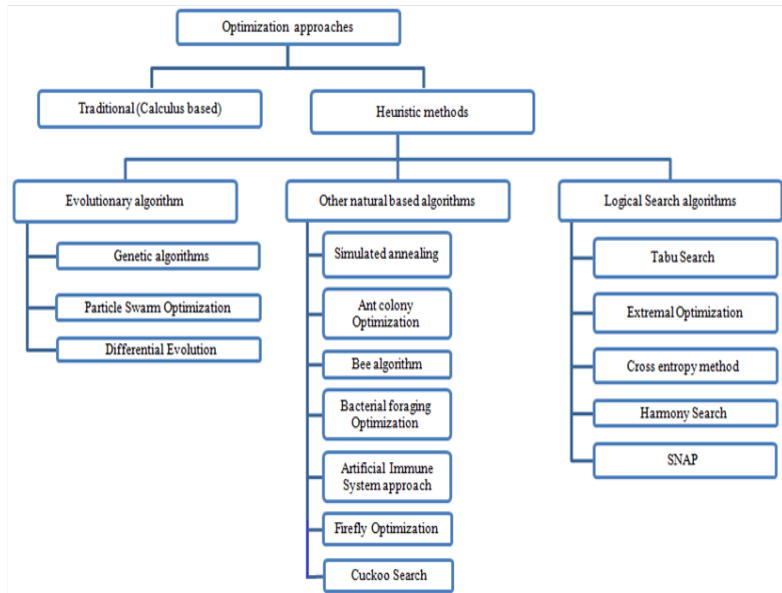 Optimization approaches
Traditional (Calculus based)
Heuristic methods
Evolutionary algorithm
Genetic algorithms
Particle Swarm Optimization
Differential Evolution
Other natural based algorithms
Simulated annealing
Ant colony
Optimization
Bee algorithm
Bacterial foraging
Optimization
Artificial Immune
System approach
Firefly Optimization
Cuckoo Search
Logical Search algorithms
Tabu Search
Extremal Optimization
Cross entropy method
Harmony Search
SNAP